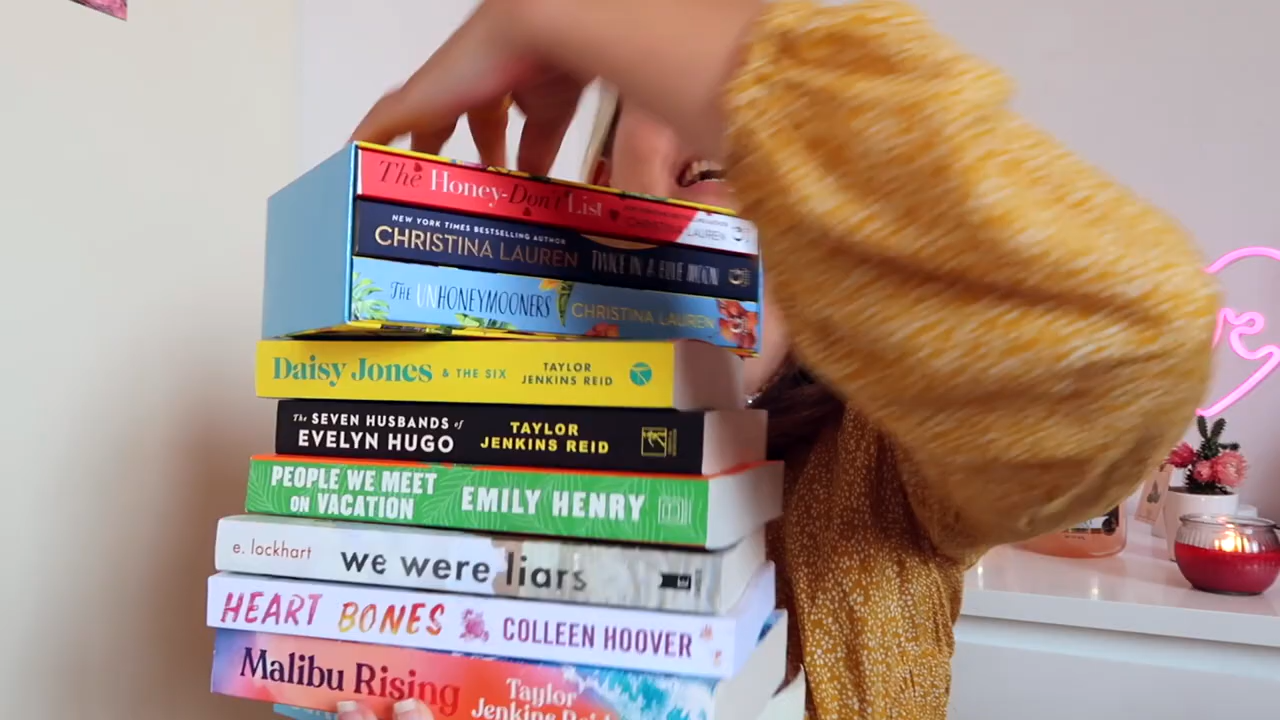 The Honey-Don't List
CHRISTINA LAUREN
NEW YORK TIMES BESTSELLING AUTHOR
CHRISTINA LAUREN TWICE IN A BLUE MOON
THE UNHONEYMOONERS CHRISTINA LAUREN
Daisy Jones & THE SIX TAYLOR
JENKINS REID
The SEVEN HUSBANDS of
EVELYN HUGO
TAYLOR
JENKINS REID
PEOPLE WE MEET
ON VACATION
EMILY HENRY
e. lockhart we were liars
HEART BONES COLLEEN HOOVER
Malibu Rising
Taylor
Jenkins Reid